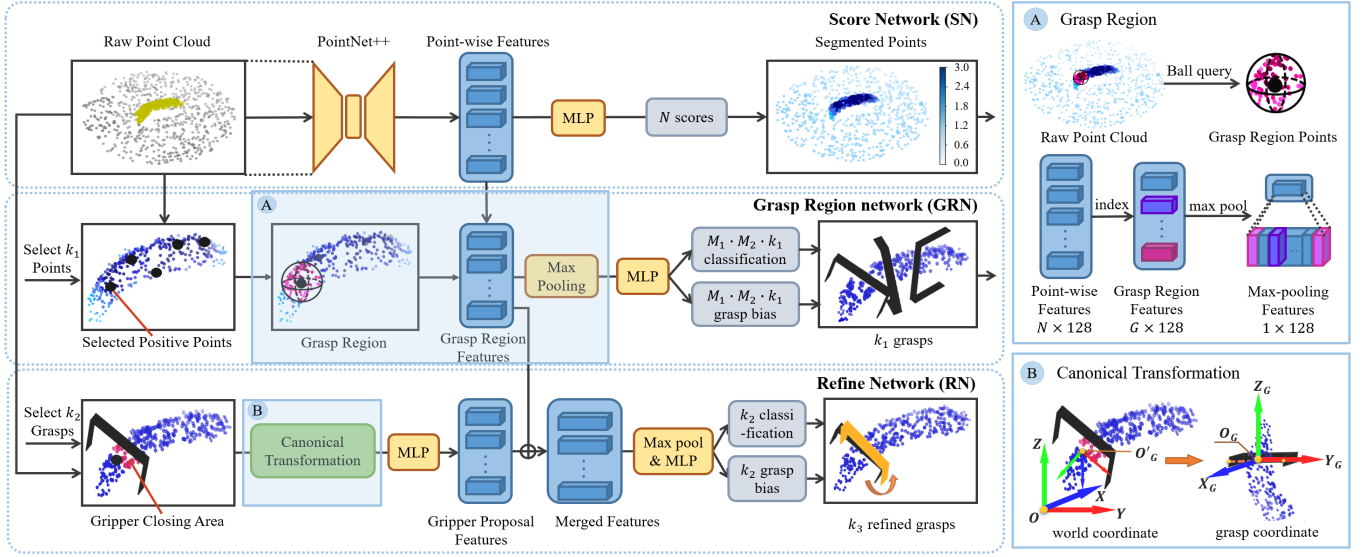 Score Network (SN)
Raw Point Cloud
PointNet++
Point-wise Features
Segmented Points
MLP
N scores
3.0
2.4
1.8
1.2
0.6
0.0
Grasp Region network (GRN)
A
Select k₁
Points
Selected Positive Points
Grasp Region
Grasp Region
Features
Max
Pooling
MLP
M₁ · M₂ · k₁
classification
M₁ · M₂ · k₁
grasp bias
k₁ grasps
Refine Network (RN)
Select k₂
Grasps
Gripper Closing Area
B
Canonical
Transformation
MLP
Gripper Proposal
Features
Merged Features
Max pool
& MLP
k₂ classi
-fication
k₂ grasp
bias
k₃ refined grasps
A Grasp Region
Raw Point Cloud
Ball query
Grasp Region Points
index
max pool
Point-wise
Features
N × 128
Grasp Region
Features
G × 128
Max-pooling
Features
1 × 128
B Canonical Transformation
Z
O'G
X
O
Y
world coordinate
ZG
OG
YG
XG
grasp coordinate